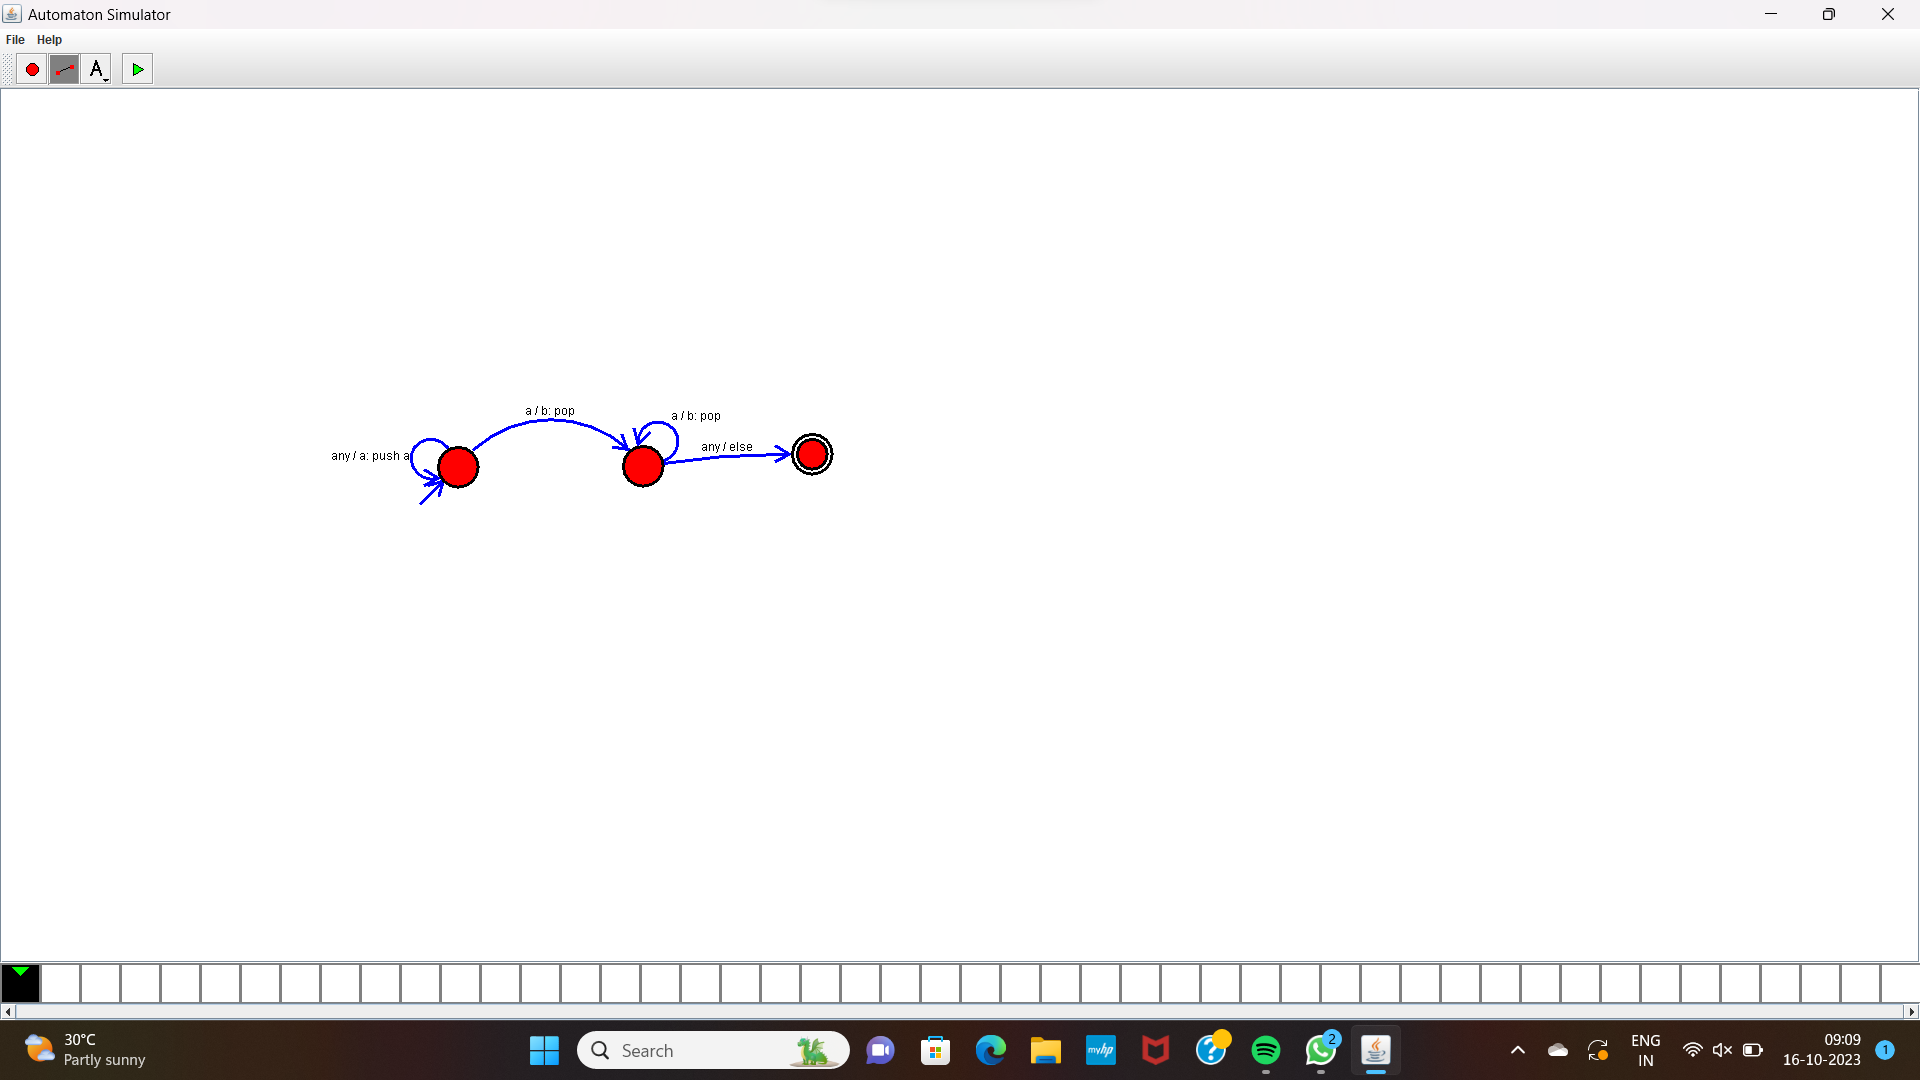 Automaton Simulator
File Help
A
a / b: pop
a / b: pop
any / else
any / a: push a
30°C
Partly sunny
Search
myhp
2
ENG
IN
09:09
16-10-2023
1